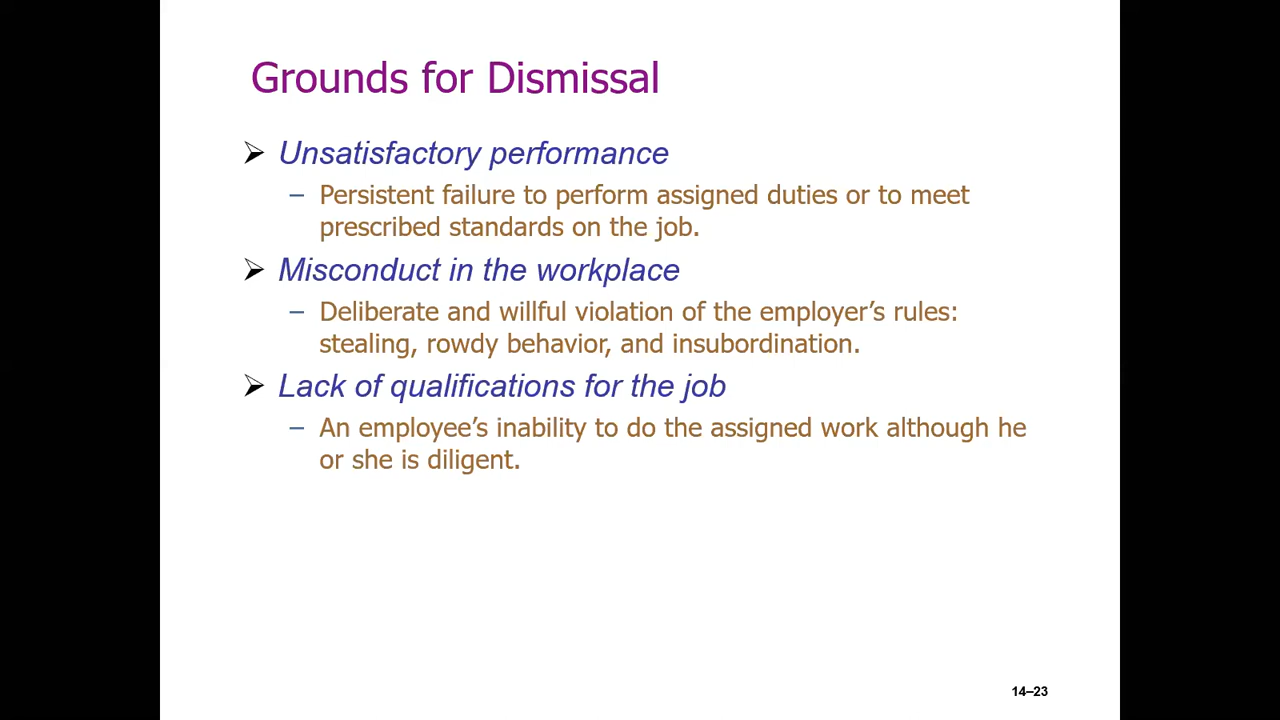 Grounds for Dismissal
➢ Unsatisfactory performance
– Persistent failure to perform assigned duties or to meet
prescribed standards on the job.
➢ Misconduct in the workplace
– Deliberate and willful violation of the employer’s rules:
stealing, rowdy behavior, and insubordination.
➢ Lack of qualifications for the job
– An employee’s inability to do the assigned work although he
or she is diligent.
14–23